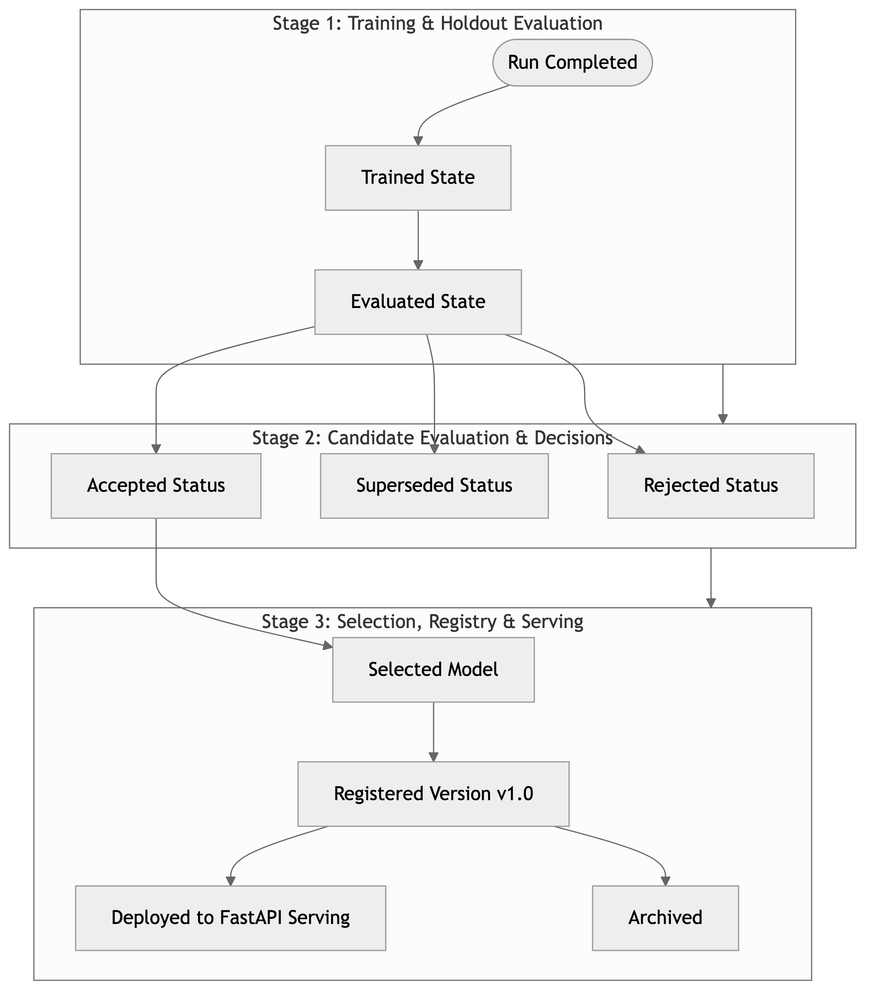 Stage 1: Training & Holdout Evaluation
Run Completed
Trained State
Evaluated State
Stage 2: Candidate Evaluation & Decisions
Accepted Status
Superseded Status
Rejected Status
Stage 3: Selection, Registry & Serving
Selected Model
Registered Version v1.0
Deployed to FastAPI Serving
Archived